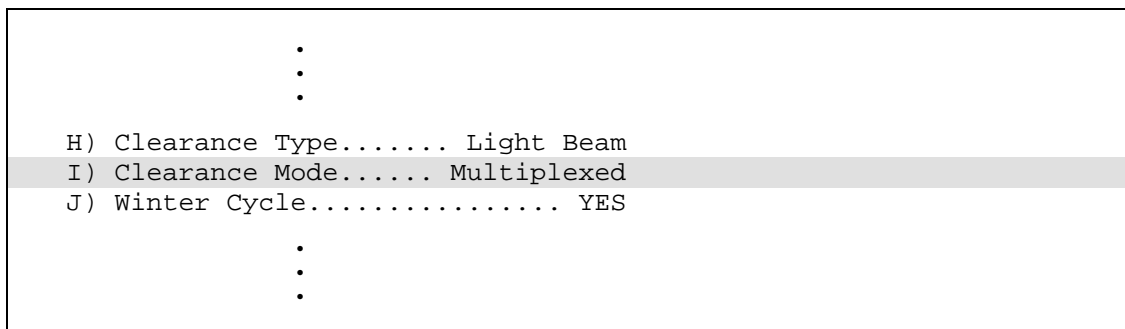 .
.
.
H) Clearance Type....... Light Beam
I) Clearance Mode...... Multiplexed
J) Winter Cycle................ YES
.
.
.